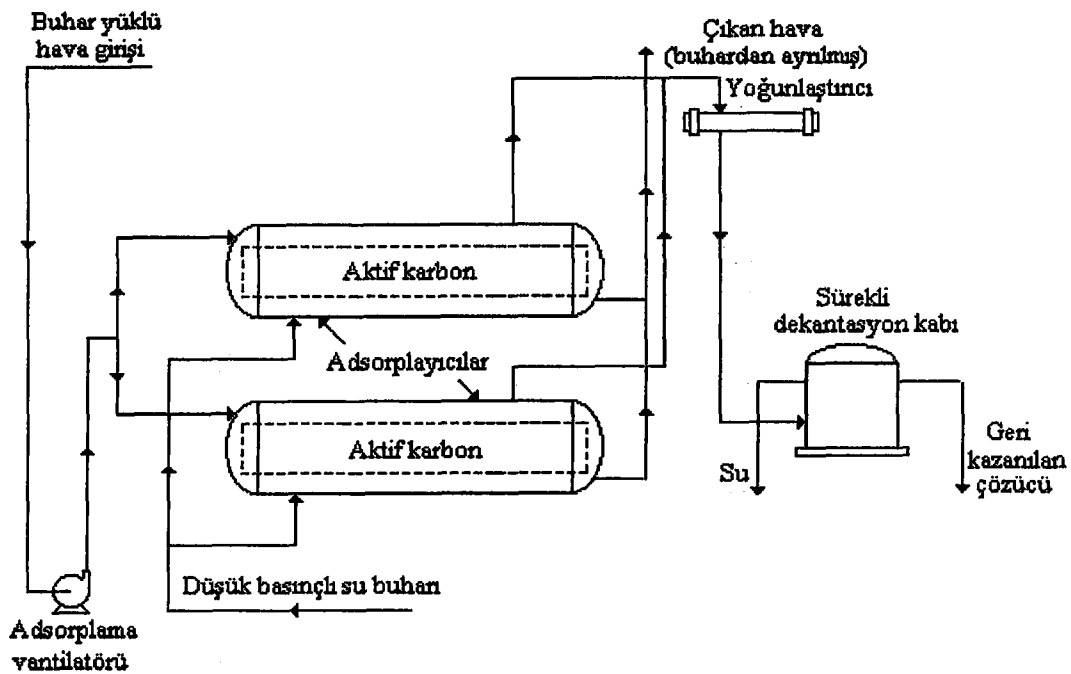 Buhar yüklü
hava girişi
Çıkan hava
(buhardan ayrılmış)
Yoğunlaştırıcı
Aktif karbon
Sürekli
dekantasyon kabı
Adsorplayıcılar
Aktif karbon
Su
Geri
kazanılan
çözücü
Düşük basınçlı su buharı
Adsorplama
vantilatörü